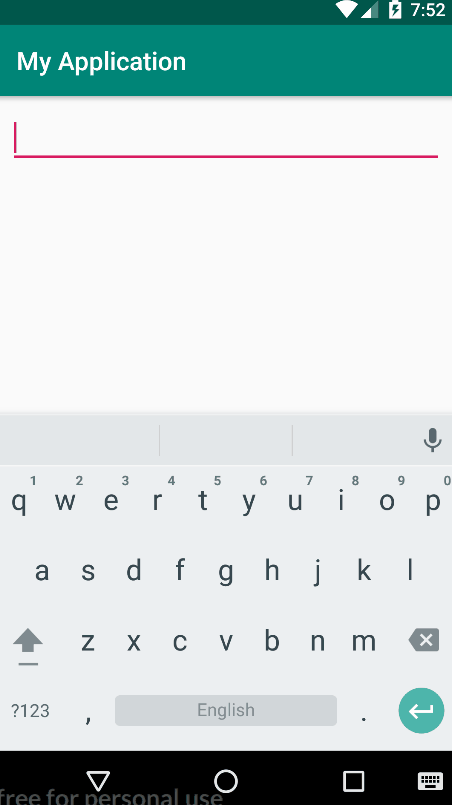 7:52
My Application
1 2 3 4 5 6 7 8 9 0
q w e r t y u i o p
a s d f g h j k l
z x c v b n m
?123 , English .
free for personal use